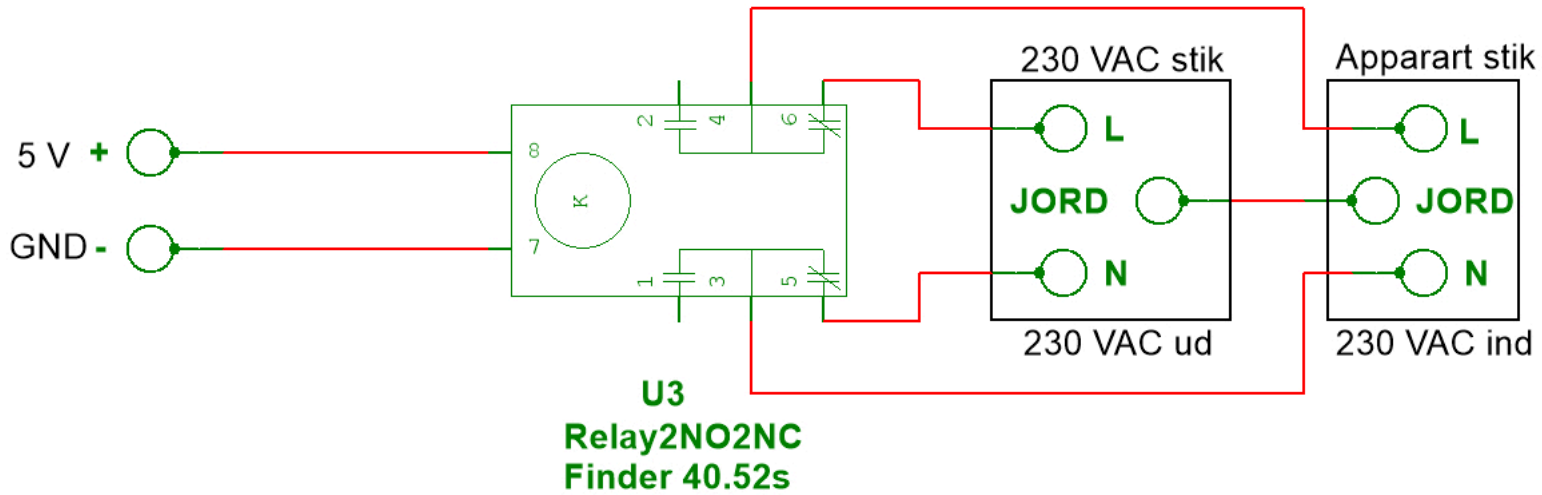 230 VAC stik
Apparart stik
2
4
6
L
L
5 V +
8
K
JORD
JORD
GND -
7
1
3
5
N
N
230 VAC ud
230 VAC ind
U3
Relay2NO2NC
Finder 40.52s